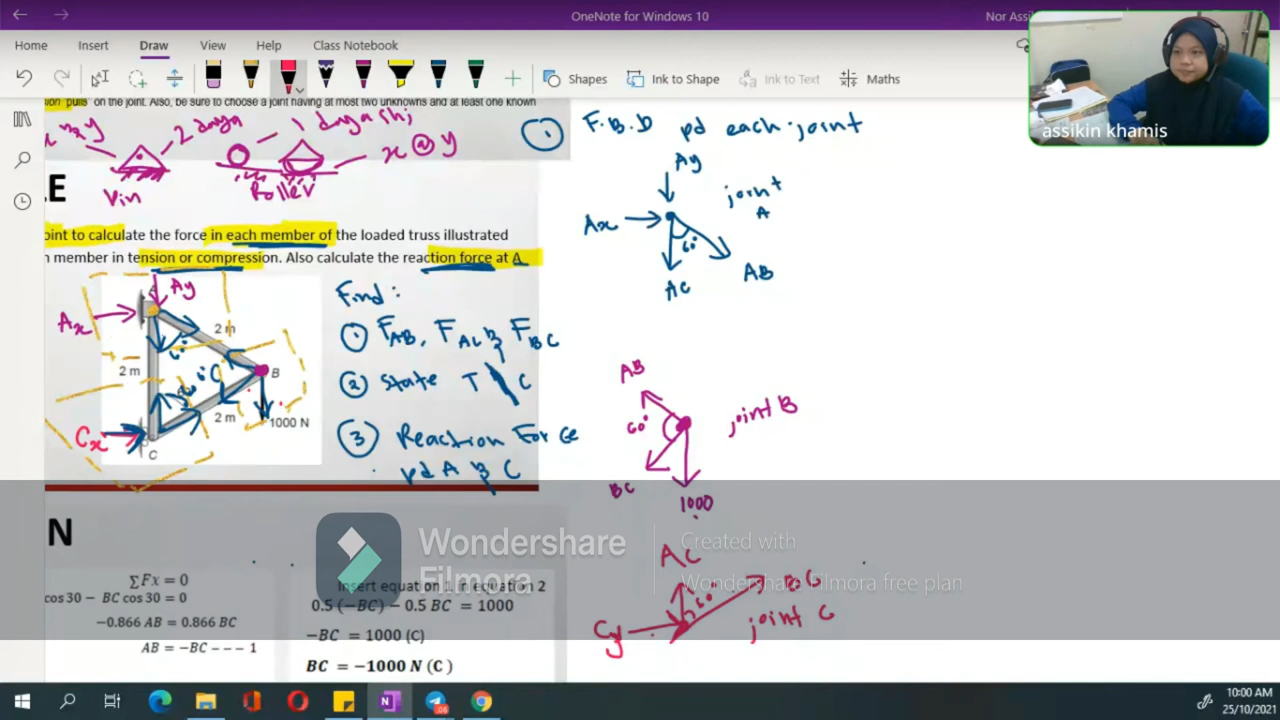 OneNote for Windows 10
Nor Assi
Home Insert Draw View Help Class Notebook
Shapes Ink to Shape Ink to Text Maths
assikin khamis
on "pulls" on the joint. Also, be sure to choose a joint having at most two unknowns and at least one known
2 daya
1 daya shj
x @ y
Pin
Roller
LE
oint to calculate the force in each member of the loaded truss illustrated
n member in tension or compression. Also calculate the reaction force at A
Ay
Ax
2 m
60°
2 m
60°
B
2 m
1000 N
Cx
C
Find:
① FAB, FAC & FBC
② State T \ C
③ Reaction Force
pd A & C
① F.B.D pd each joint
Ay
Ax
joint
A
60°
AB
AC
AB
60°
joint B
BC
1000
AC
60°
BC
joint C
Cy
Wondershare
Filmora
Created with
Wondershare Filmora free plan
N
ΣFx = 0
cos 30 − BC cos 30 = 0
−0.866 AB = 0.866 BC
AB = −BC - - - 1
Insert equation 1 in equation 2
0.5 (−BC) − 0.5 BC = 1000
−BC = 1000 (C)
BC = −1000 N (C)
10:00 AM
25/10/2021